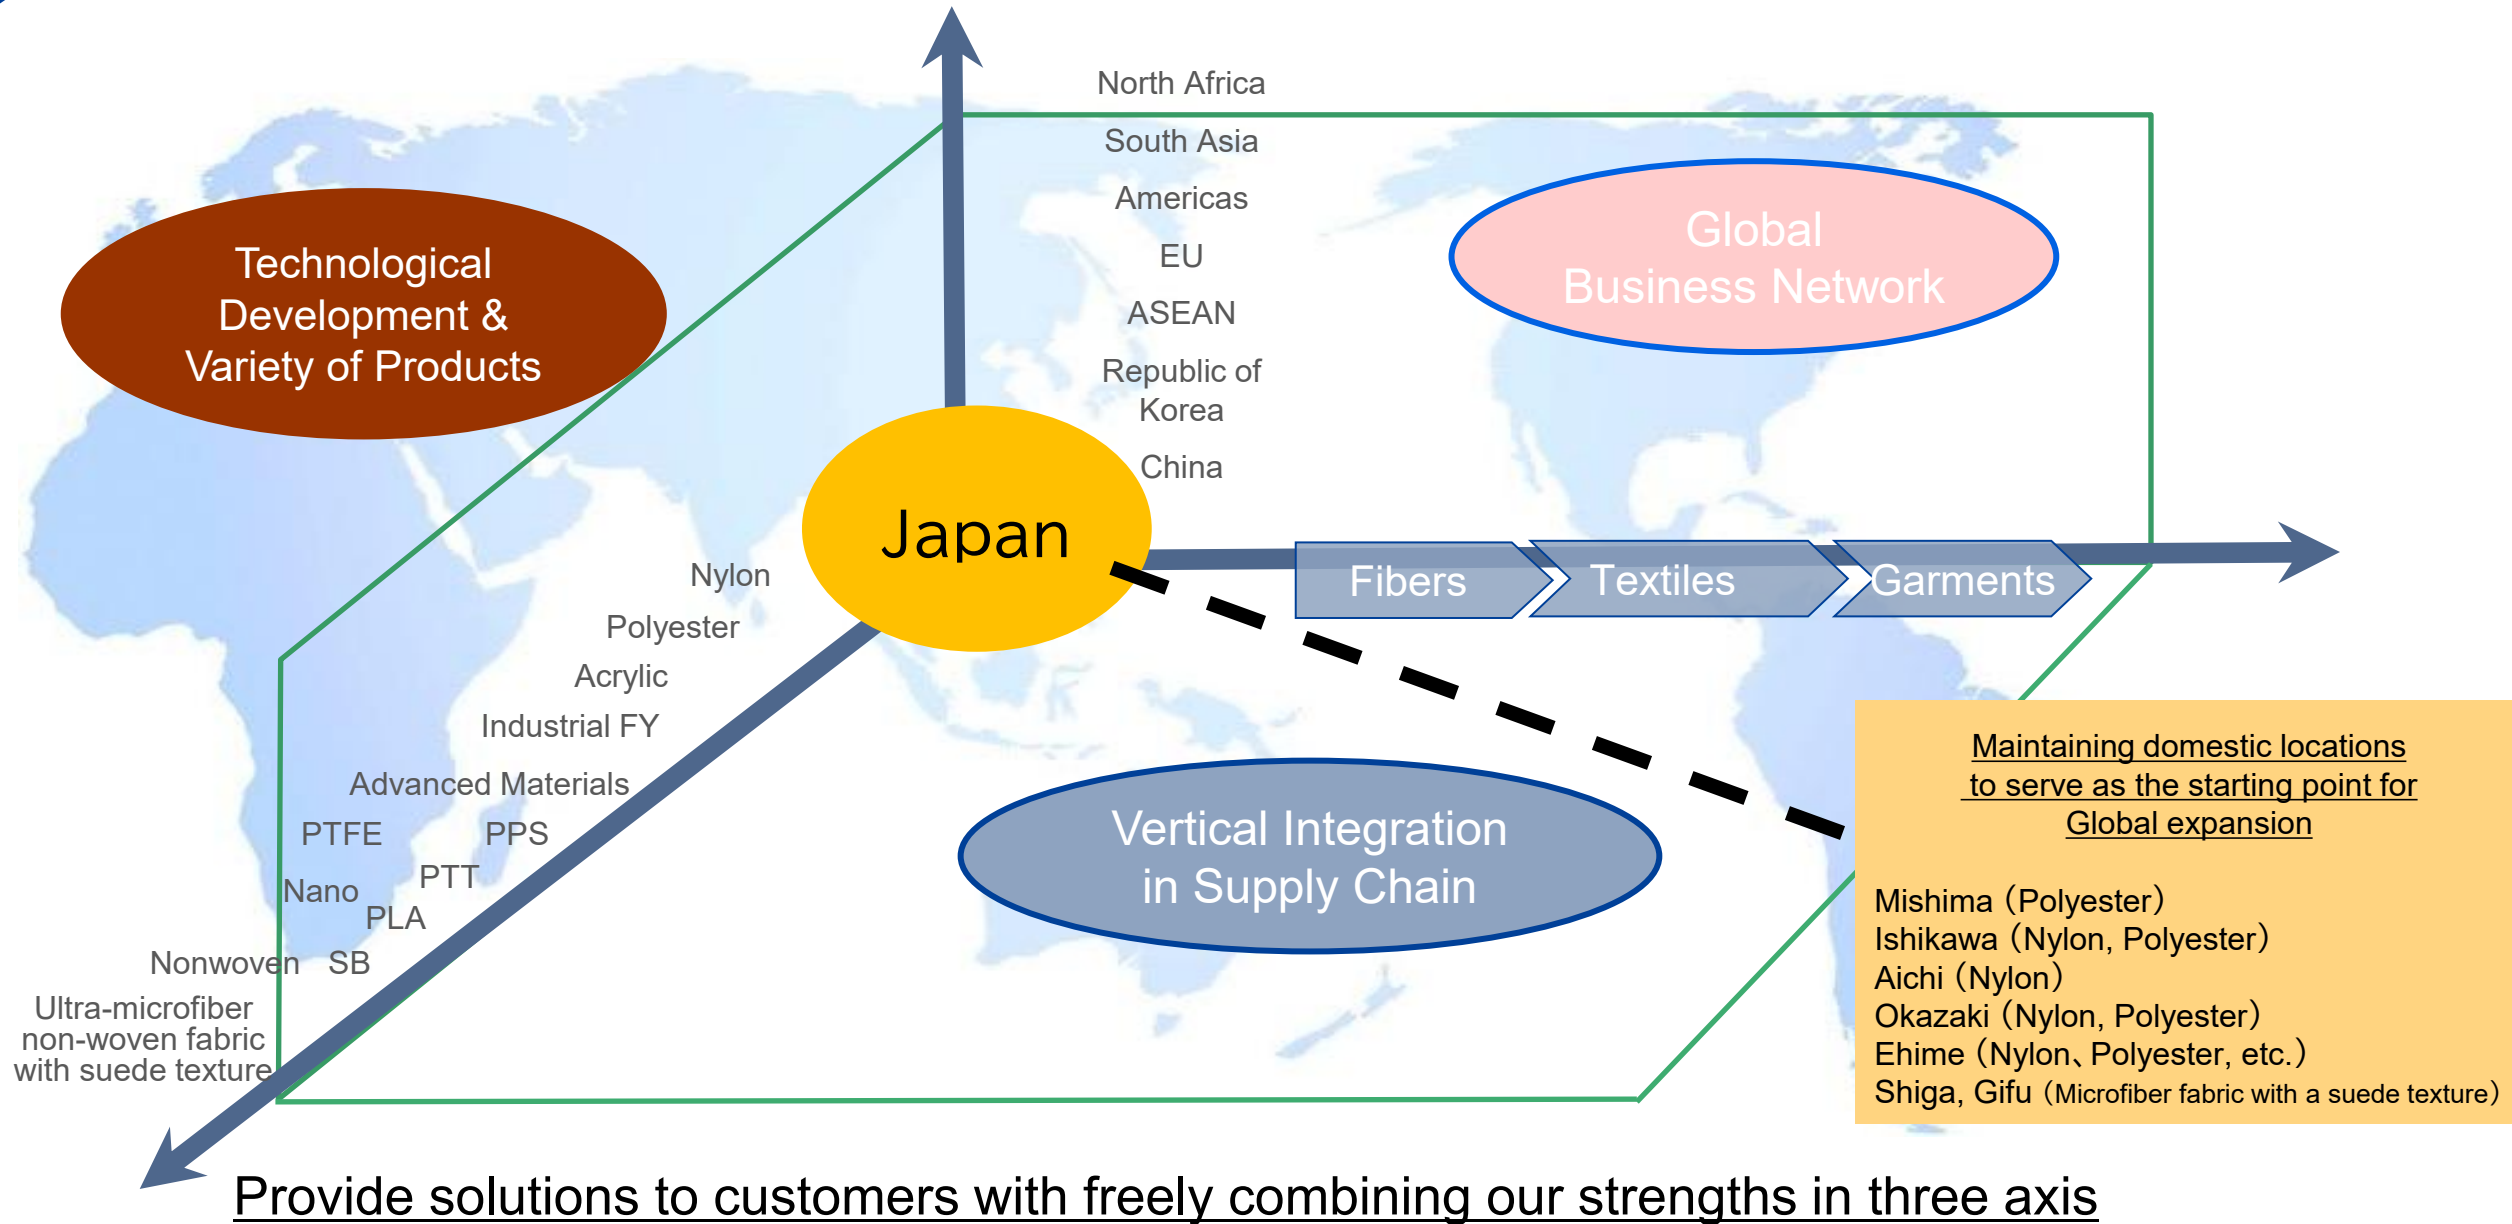 North Africa
South Asia
Americas
EU
ASEAN
Republic of
Korea
China
Technological
Development &
Variety of Products
Global
Business Network
Japan
Fibers
Textiles
Garments
Nylon
Polyester
Acrylic
Industrial FY
Advanced Materials
PTFE PPS
PTT
Nano
PLA
Nonwoven SB
Ultra-microfiber
non-woven fabric
with suede texture
Vertical Integration
in Supply Chain
Maintaining domestic locations
to serve as the starting point for
Global expansion
Mishima（Polyester）
Ishikawa（Nylon, Polyester）
Aichi（Nylon）
Okazaki（Nylon, Polyester）
Ehime（Nylon、Polyester, etc.）
Shiga, Gifu（Microfiber fabric with a suede texture）
Provide solutions to customers with freely combining our strengths in three axis